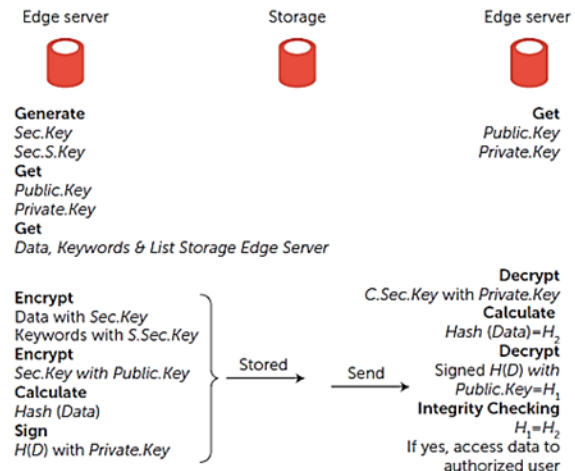 Edge server
Storage
Edge server
Generate
Sec.Key
Sec.S.Key
Get
Public.Key
Private.Key
Get
Data, Keywords & List Storage Edge Server
Get
Public.Key
Private.Key
Encrypt
Data with Sec.Key
Keywords with S.Sec.Key
Encrypt
Sec.Key with Public.Key
Calculate
Hash (Data)
Sign
H(D) with Private.Key
Stored
Send
Decrypt
C.Sec.Key with Private.Key
Calculate
Hash (Data)=H₂
Decrypt
Signed H(D) with
Public.Key=H₁
Integrity Checking
H₁=H₂
If yes, access data to
authorized user